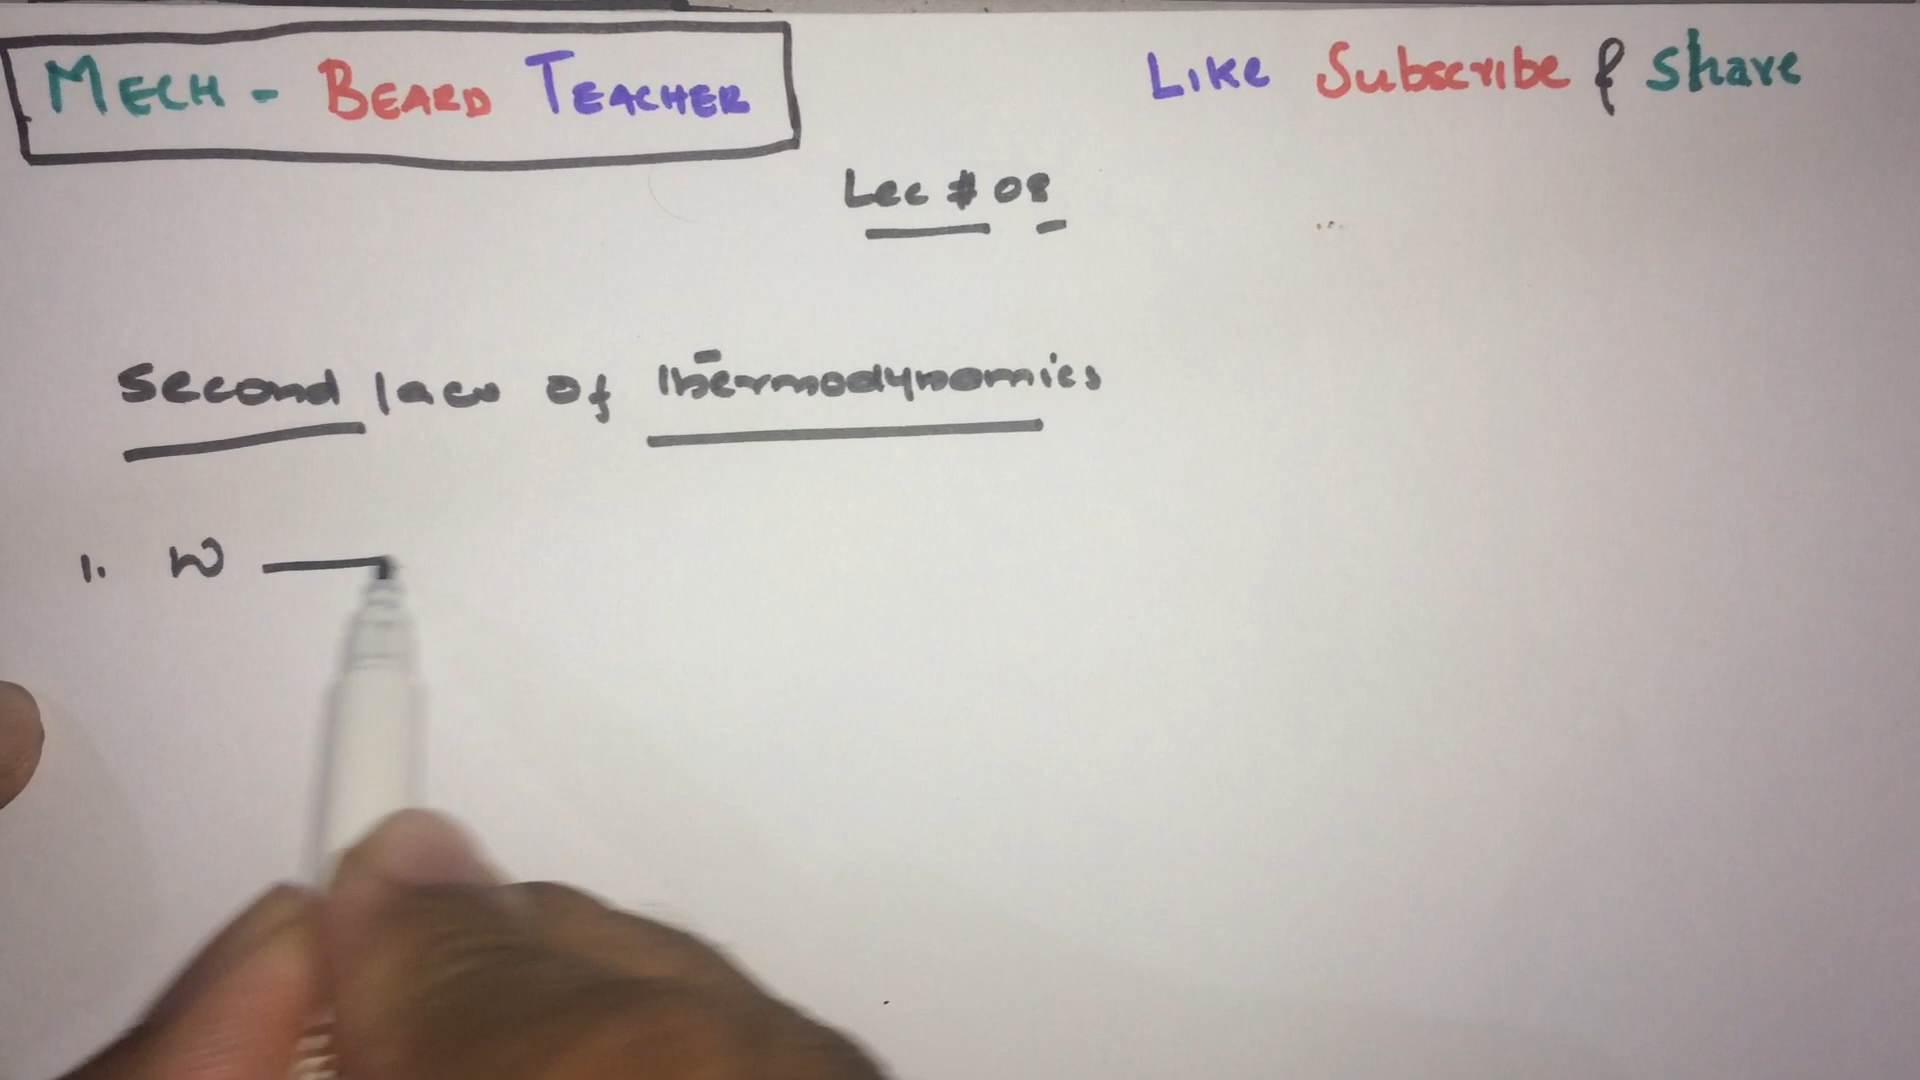 MECH - BEARD TEACHER
Like Subscribe & Share
Lec # 08
Second law of Thermodynamics
1. W —